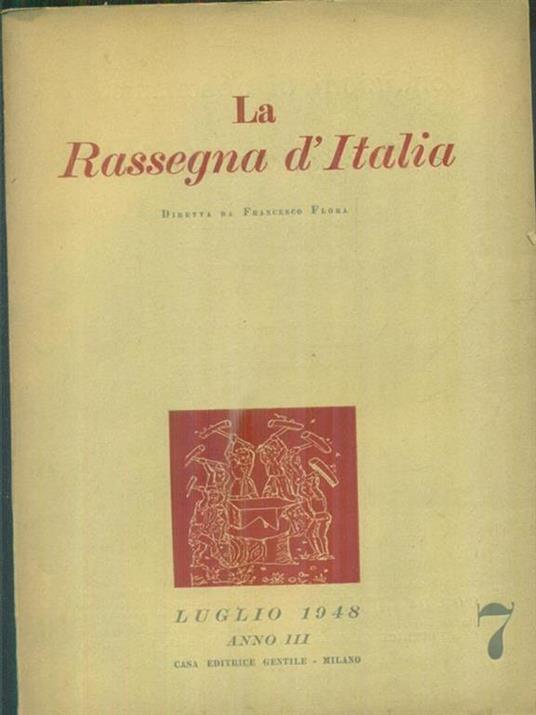 La
Rassegna d'Italia
Diretta da Francesco Flora
LUGLIO 1948
ANNO III
CASA EDITRICE GENTILE - MILANO
7